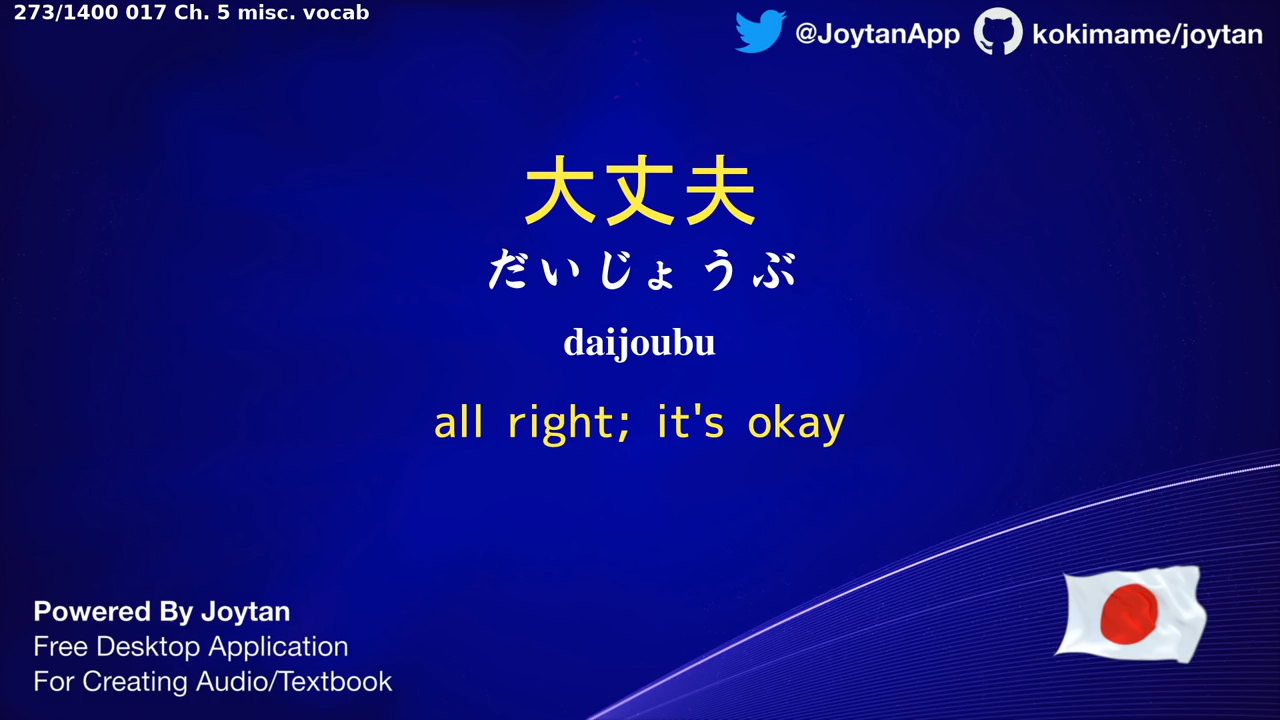 273/1400 017 Ch. 5 misc. vocab
@JoytanApp kokimame/joytan
大丈夫
だいじょうぶ
daijoubu
all right; it's okay
Powered By Joytan
Free Desktop Application
For Creating Audio/Textbook